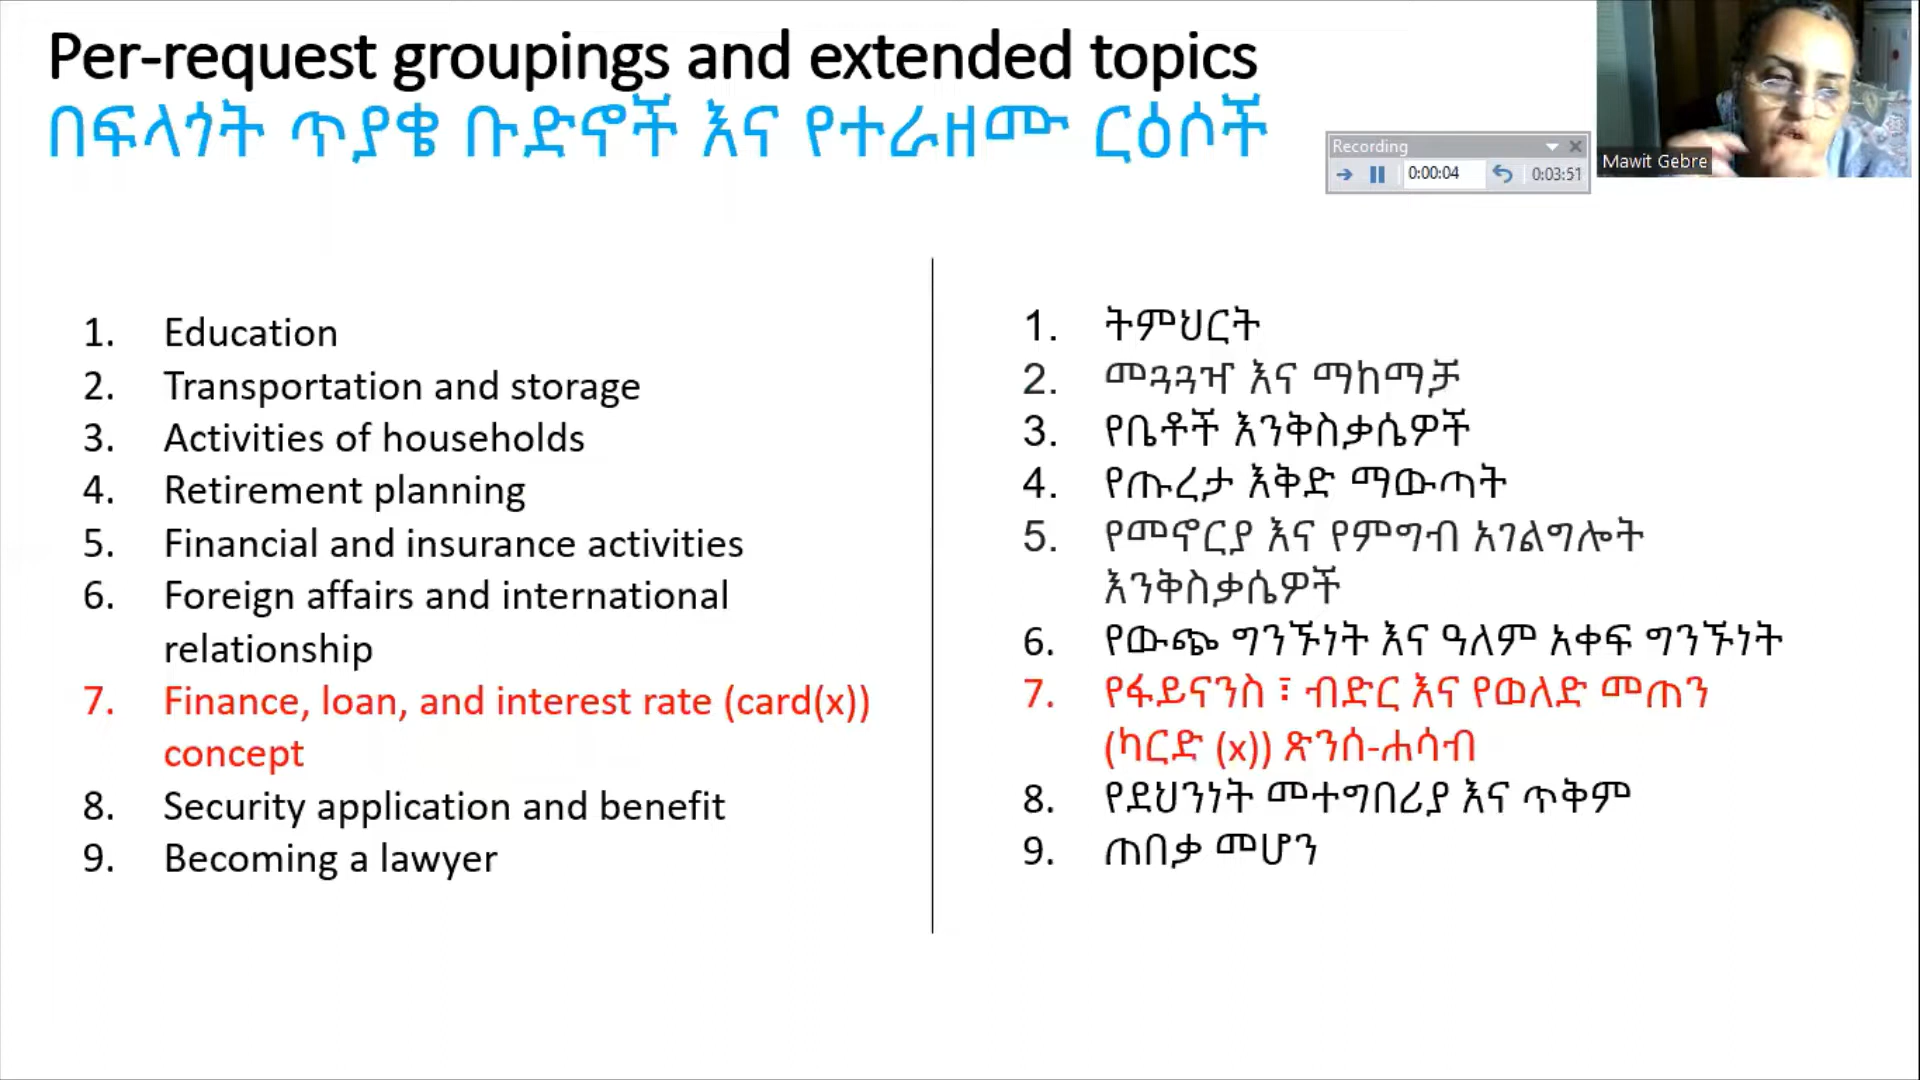 Per-request groupings and extended topics
በፍላጎት ጥያቄ ቡድኖች እና የተራዘሙ ርዕሶች
Recording
0:00:04
0:03:51
Mawit Gebre
1. Education
2. Transportation and storage
3. Activities of households
4. Retirement planning
5. Financial and insurance activities
6. Foreign affairs and international
relationship
7. Finance, loan, and interest rate (card(x))
concept
8. Security application and benefit
9. Becoming a lawyer
1. ትምህርት
2. መጓጓዣ እና ማከማቻ
3. የቤቶች እንቅስቃሴዎች
4. የጡረታ እቅድ ማውጣት
5. የመኖርያ እና የምግብ አገልግሎት
እንቅስቃሴዎች
6. የውጭ ግንኙነት እና ዓለም አቀፍ ግንኙነት
7. የፋይናንስ ፣ ብድር እና የወለድ መጠን
(ካርድ (x)) ጽንሰ-ሐሳብ
8. የደህንነት መተግበሪያ እና ጥቅም
9. ጠበቃ መሆን